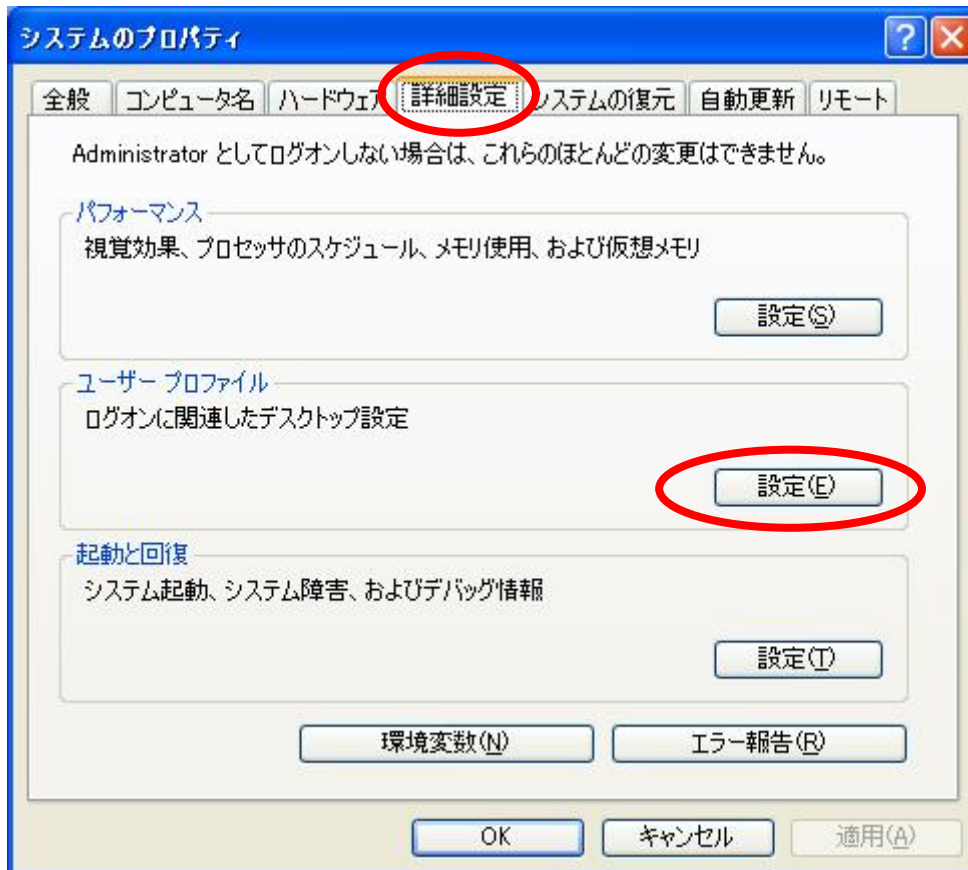 システムのプロパティ
全般 コンピュータ名 ハードウェア 詳細設定 システムの復元 自動更新 リモート
Administrator としてログオンしない場合は、これらのほとんどの変更はできません。
パフォーマンス
視覚効果、プロセッサのスケジュール、メモリ使用、および仮想メモリ
設定(S)
ユーザー プロファイル
ログオンに関連したデスクトップ設定
設定(E)
起動と回復
システム起動、システム障害、およびデバッグ情報
設定(T)
環境変数(N) エラー報告(R)
OK キャンセル 適用(A)